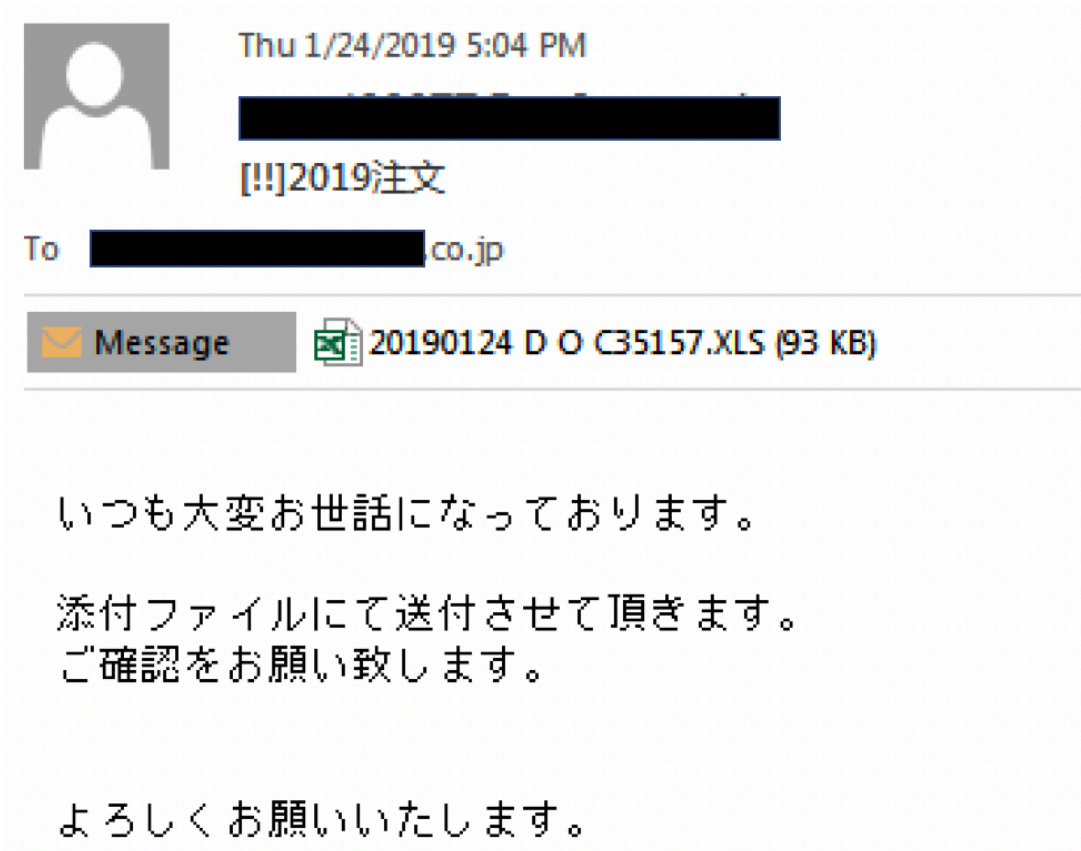 Thu 1/24/2019 5:04 PM
[!!]2019注文
To .co.jp
Message 20190124 D O C35157.XLS (93 KB)
いつも大変お世話になっております。
添付ファイルにて送付させて頂きます。
ご確認をお願い致します。
よろしくお願いいたします。